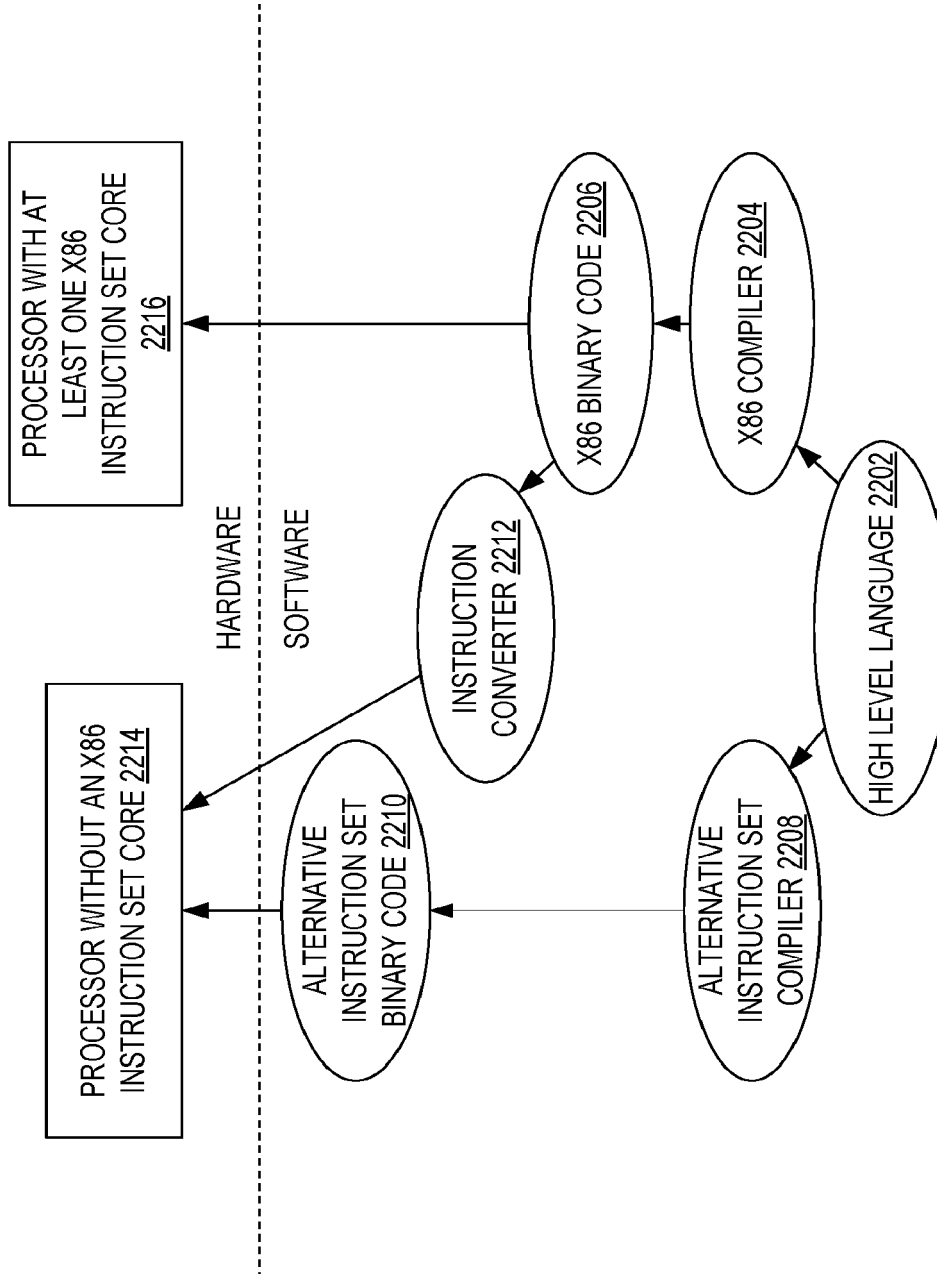 PROCESSOR WITHOUT AN X86
INSTRUCTION SET CORE 2214
PROCESSOR WITH AT
LEAST ONE X86
INSTRUCTION SET CORE
2216
HARDWARE
SOFTWARE
ALTERNATIVE
INSTRUCTION SET
BINARY CODE 2210
INSTRUCTION
CONVERTER 2212
X86 BINARY CODE 2206
ALTERNATIVE
INSTRUCTION SET
COMPILER 2208
X86 COMPILER 2204
HIGH LEVEL LANGUAGE 2202